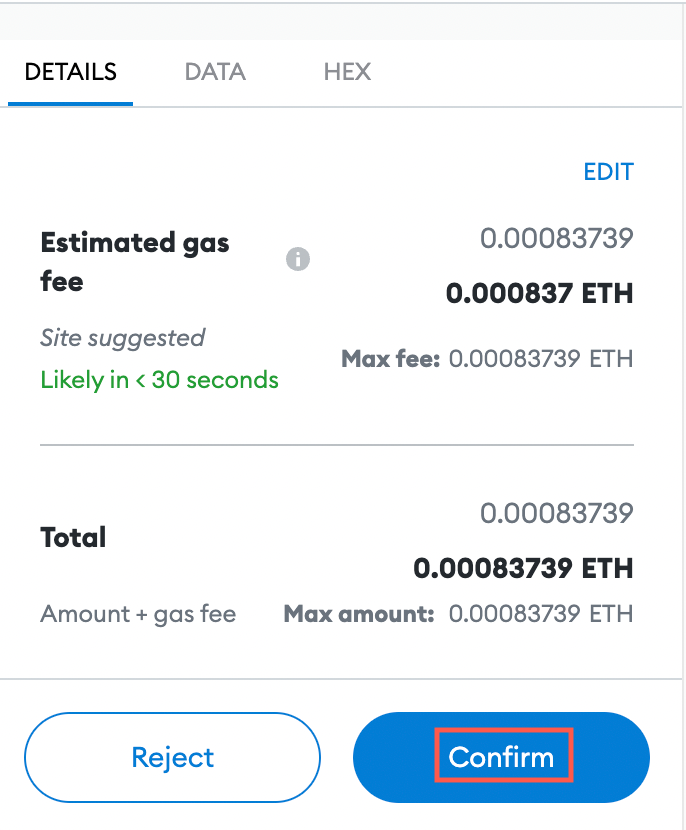 DETAILS DATA HEX
EDIT
Estimated gas fee
0.00083739
0.000837 ETH
Site suggested
Likely in < 30 seconds
Max fee: 0.00083739 ETH
Total
0.00083739
0.00083739 ETH
Amount + gas fee
Max amount: 0.00083739 ETH
Reject
Confirm